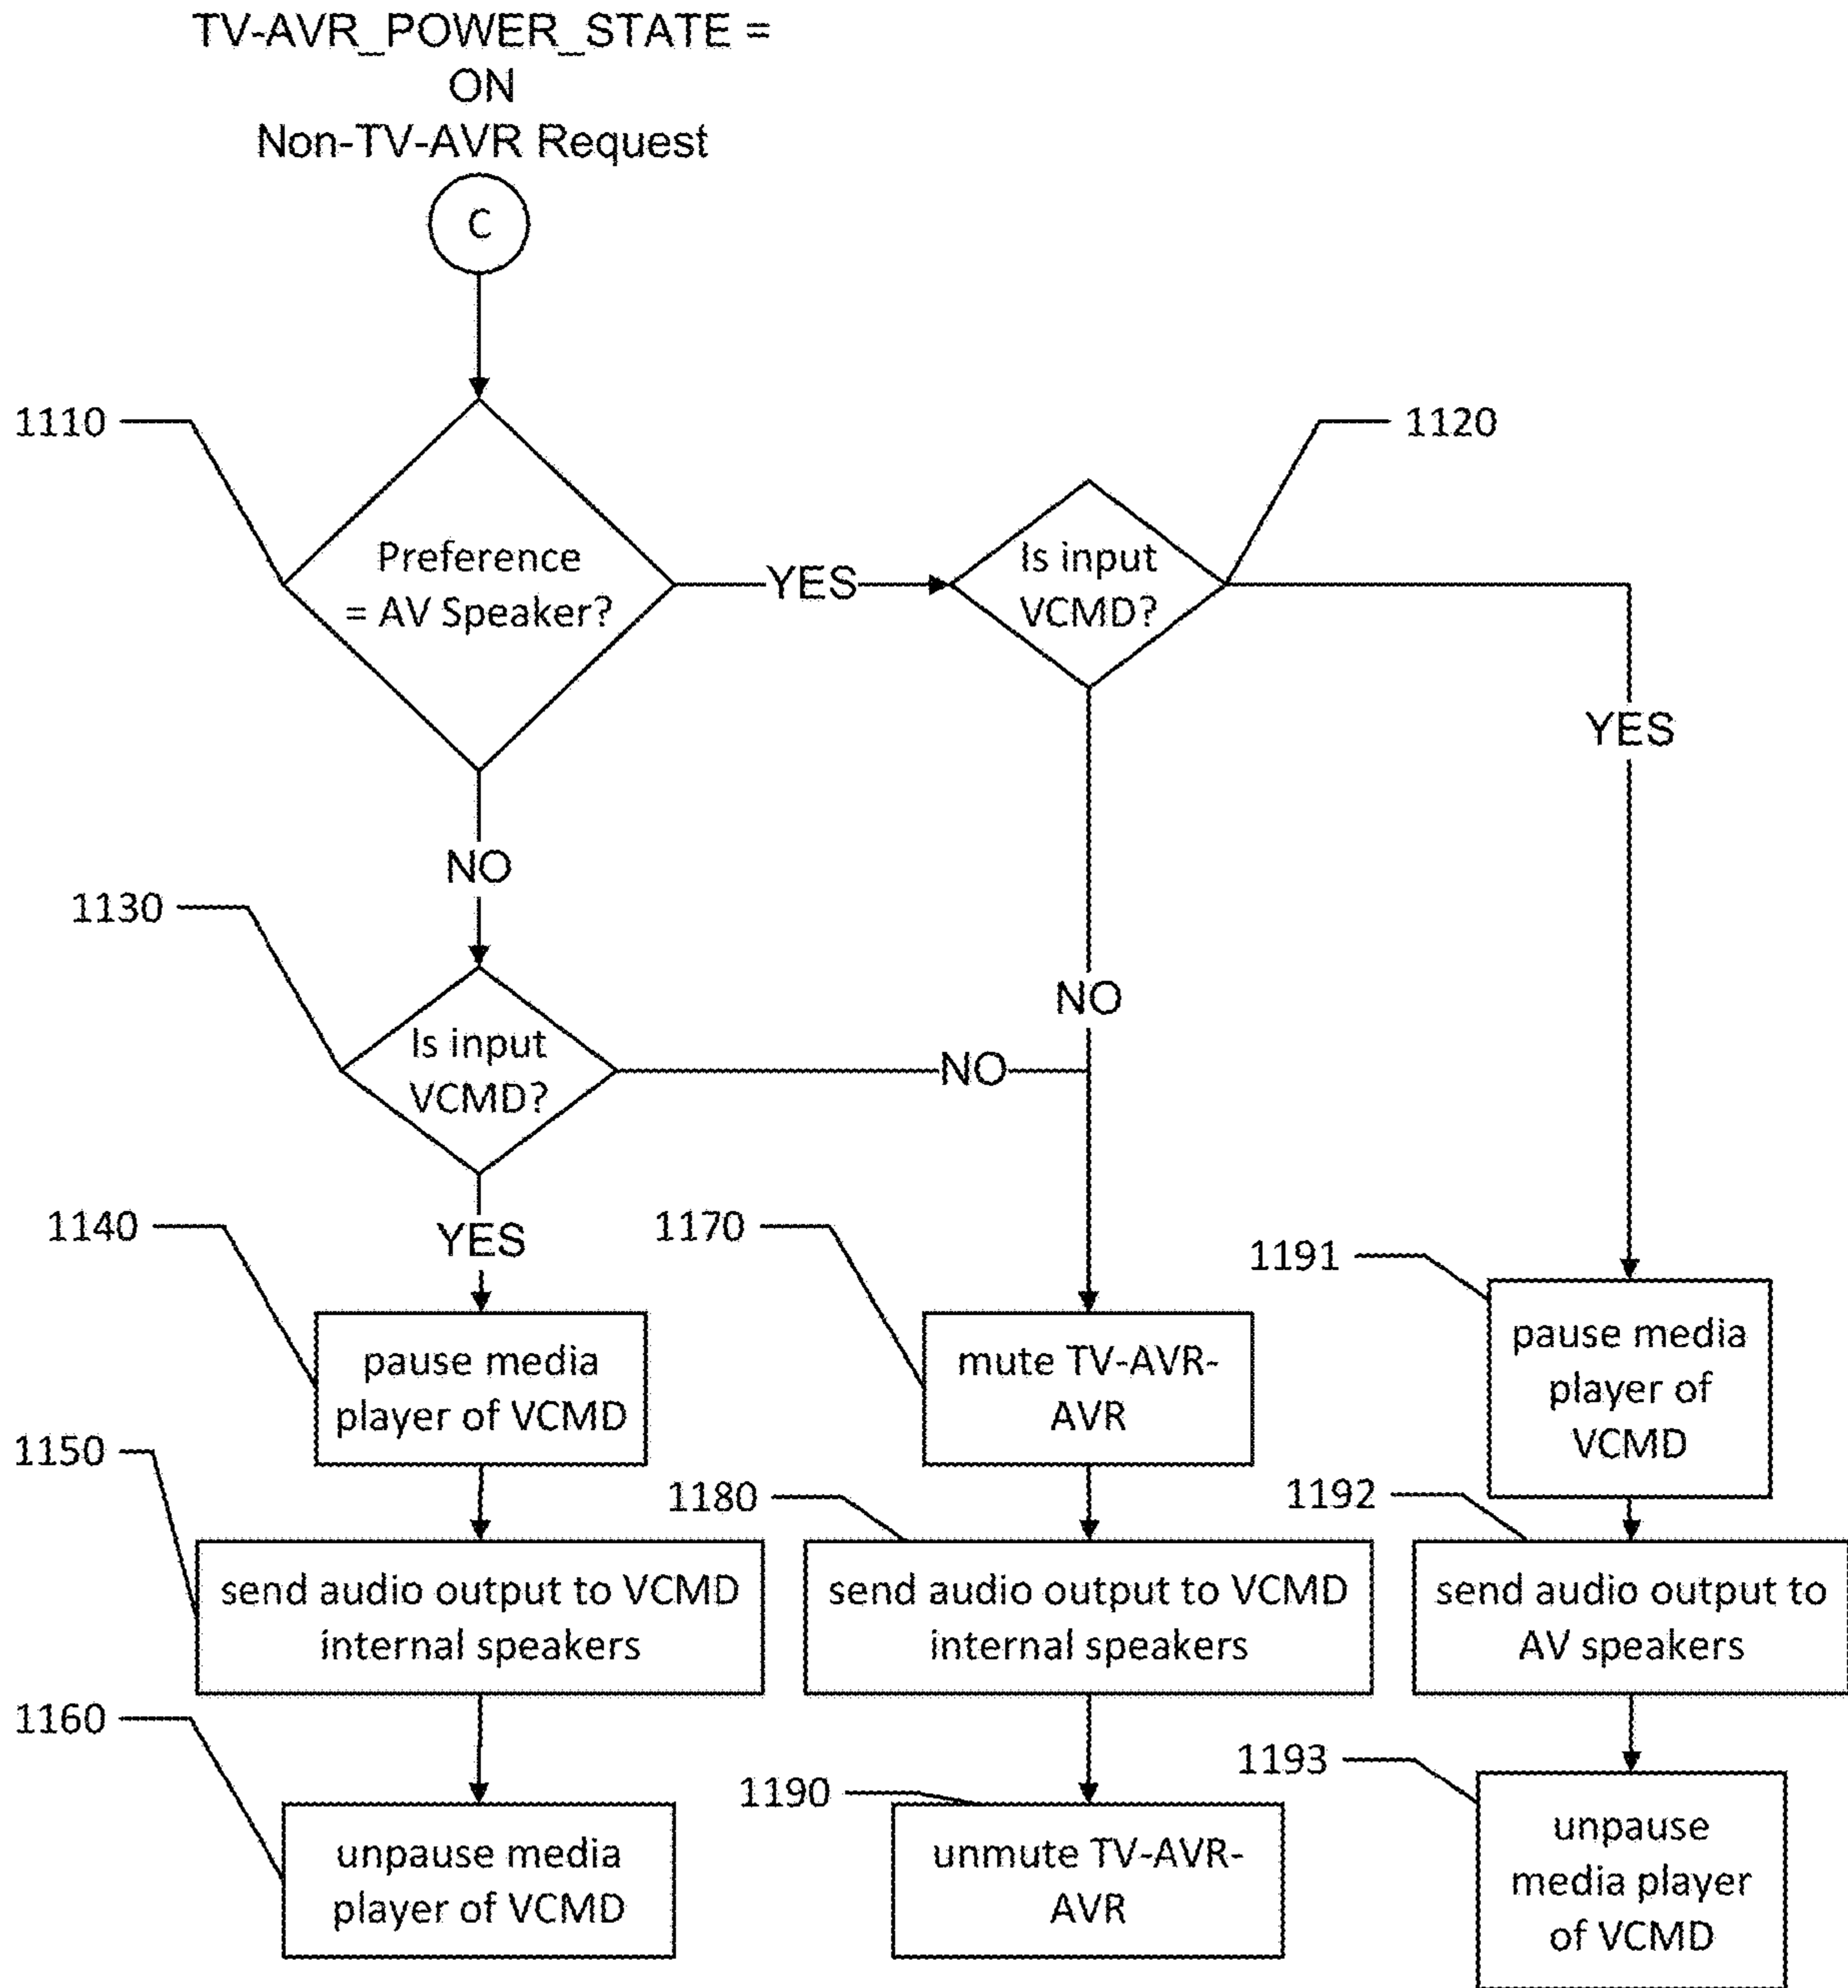 TV-AVR_POWER_STATE =
ON
Non-TV-AVR Request
C
1110
1120
Preference
= AV Speaker?
YES
Is input
VCMD?
YES
NO
1130
NO
Is input
VCMD?
NO
YES
1140
1170
1191
pause media
player of VCMD
mute TV-AVR-
AVR
pause media
player of
VCMD
1150
1180
1192
send audio output to VCMD
internal speakers
send audio output to VCMD
internal speakers
send audio output to
AV speakers
1160
1190
1193
unpause media
player of VCMD
unmute TV-AVR-
AVR
unpause
media player
of VCMD